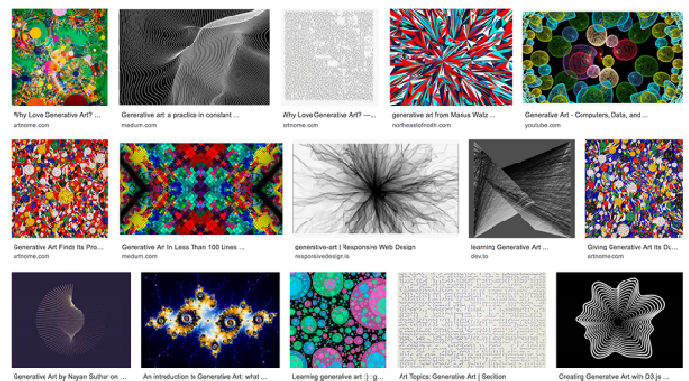 Why Love Generative Art? ...
artnome.com
Generative art: a practice in constant ...
medium.com
Why Love Generative Art? —...
artnome.com
generative art from Marius Watz ...
northeastofnorth.com
Generative Art - Computers, Data, and ...
youtube.com
Generative Art Finds Its Pro...
artnome.com
Generative Art In Less Than 100 Lines ...
medium.com
generative-art | Responsive Web Design
responsivedesign.is
learning Generative Art ...
dev.to
Giving Generative Art Its Du...
artnome.com
Generative Art by Nayan Suthar on ...
An introduction to Generative Art: what ...
Learning generative art {·} : g...
Art Topics: Generative Art | Sedition
Creating Generative Art with D3.js ...